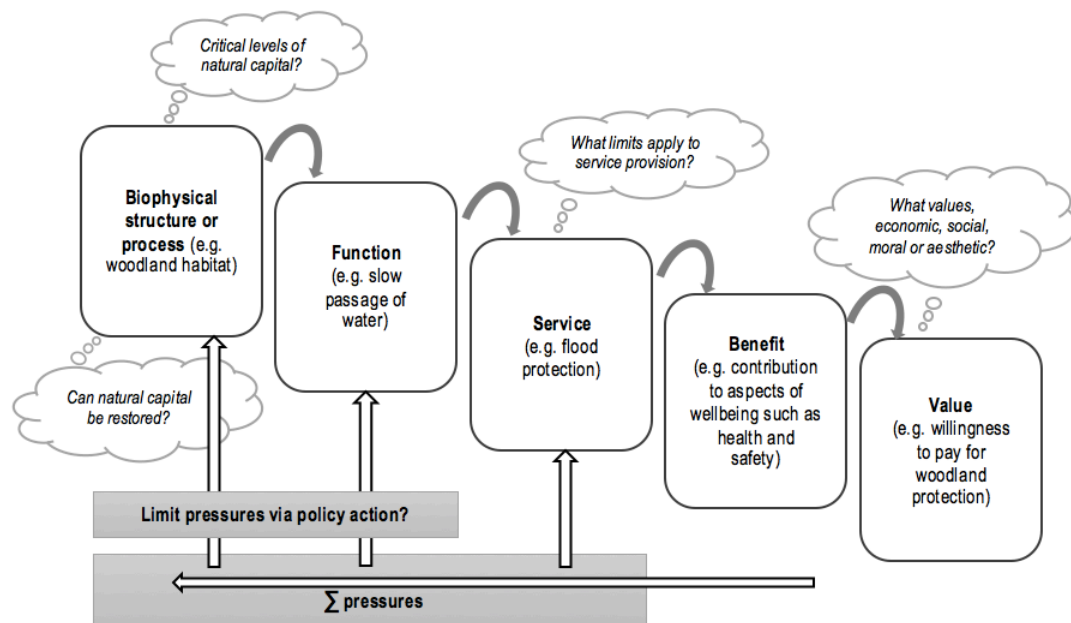 Critical levels of
natural capital?
Biophysical
structure or
process (e.g.
woodland habitat)
Can natural capital
be restored?
Function
(e.g. slow
passage of
water)
What limits apply to
service provision?
Service
(e.g. flood
protection)
Benefit
(e.g. contribution
to aspects of
wellbeing such as
health and
safety)
What values,
economic, social,
moral or aesthetic?
Value
(e.g. willingness
to pay for
woodland
protection)
Limit pressures via policy action?
∑ pressures